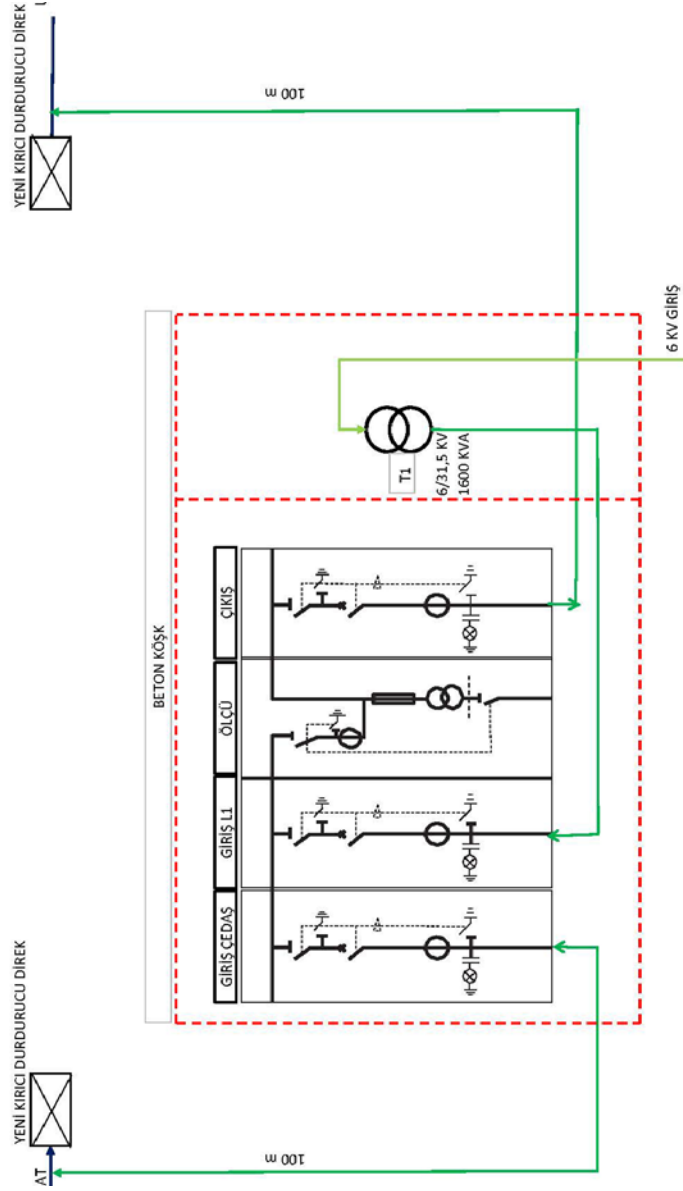 YENİ KIRICI DURDURUCU DİREK
100 m
BETON KÖŞK
6 KV GİRİŞ
T1
6/31,5 KV
1600 KVA
ÇIKIŞ
ÖLÇÜ
GİRİŞ L1
GİRİŞ ÇEDAŞ
YENİ KIRICI DURDURUCU DİREK
AT
100 m